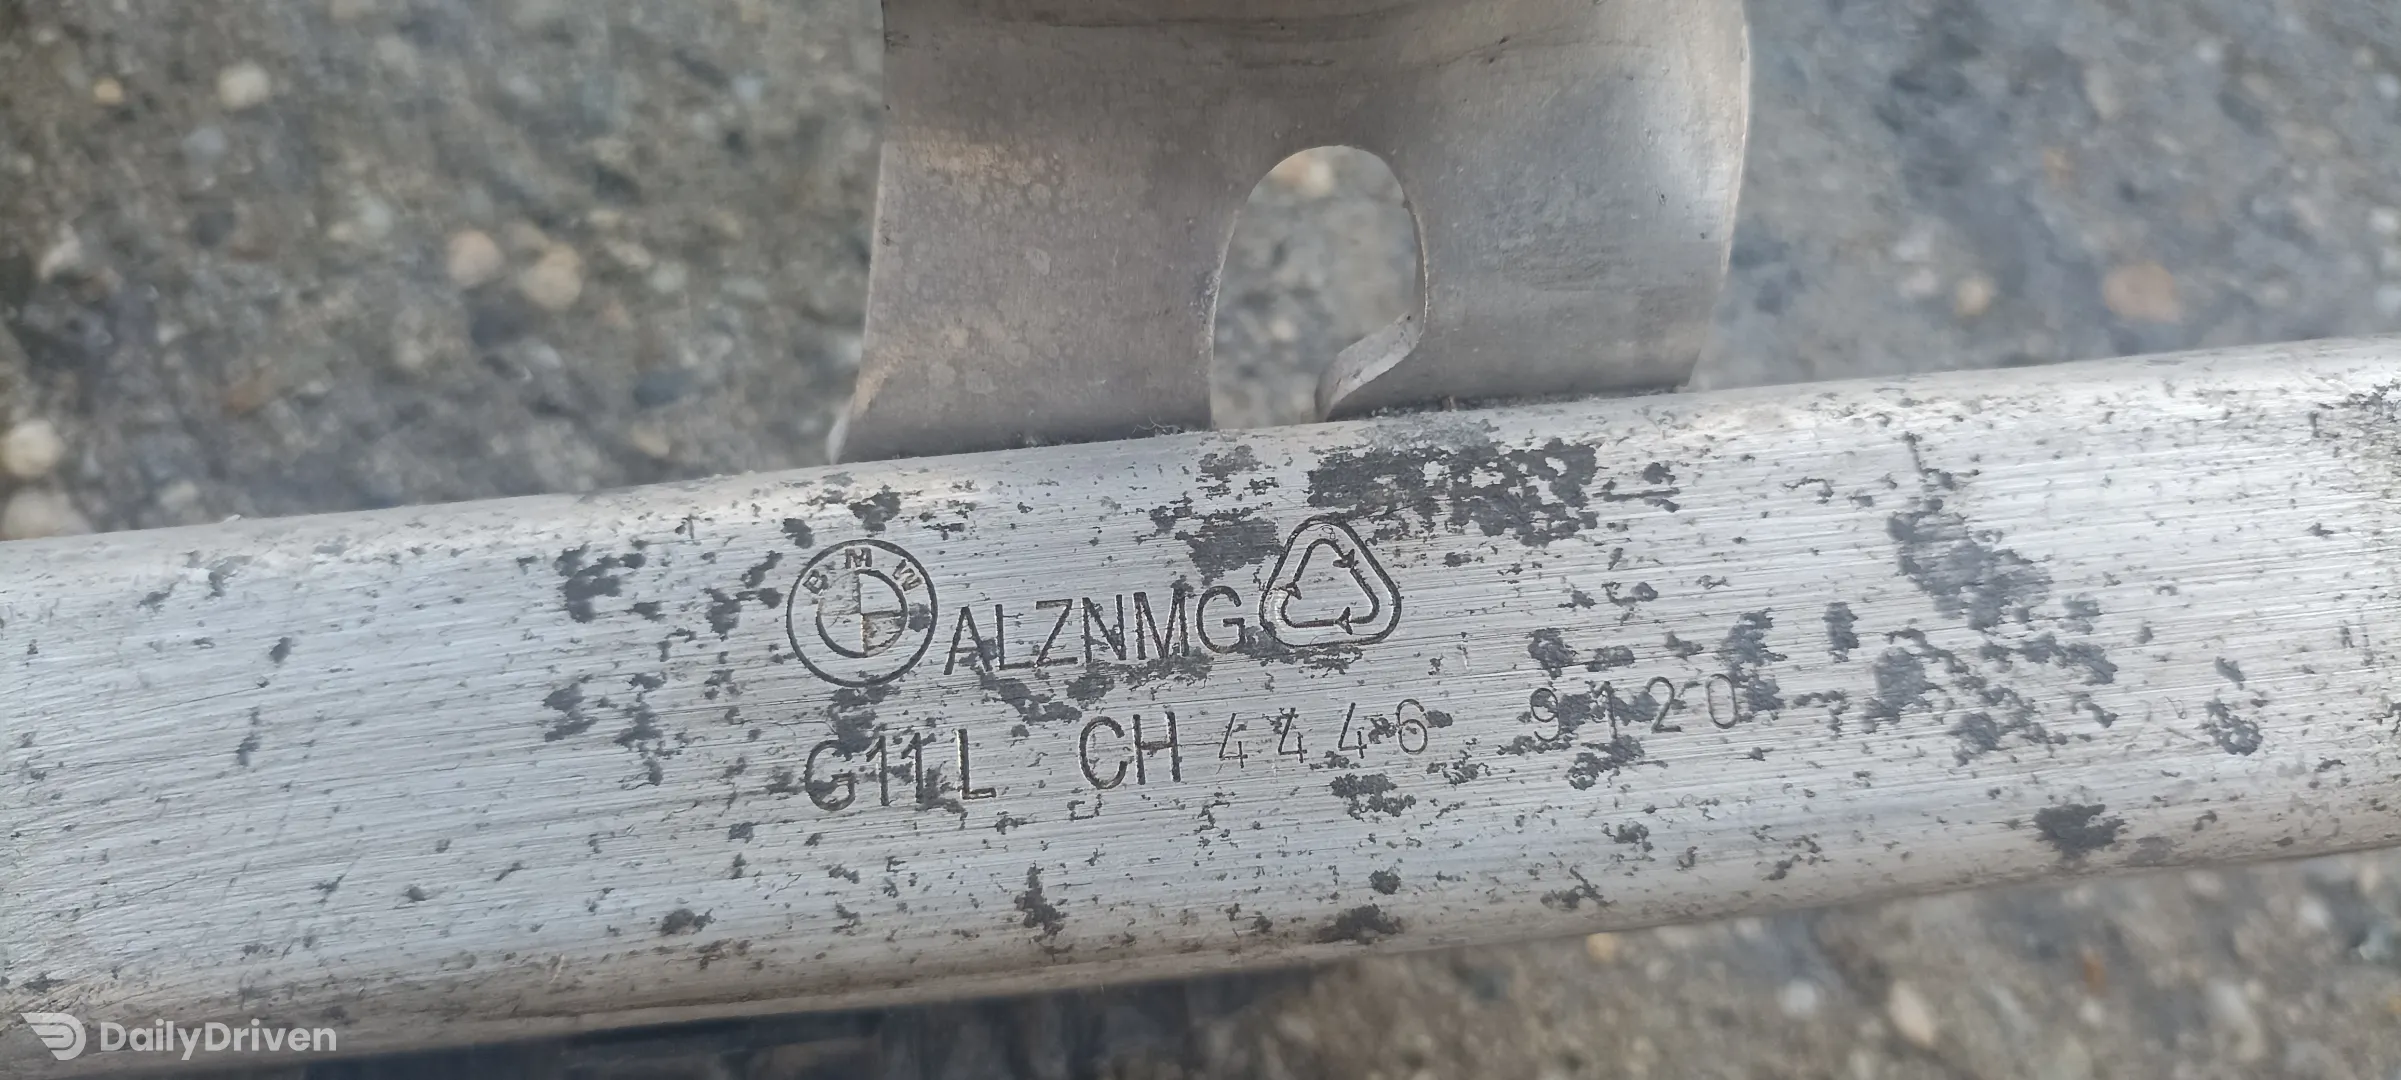 BMW ALZNMG
G11L CH 4446 9120
DailyDriven